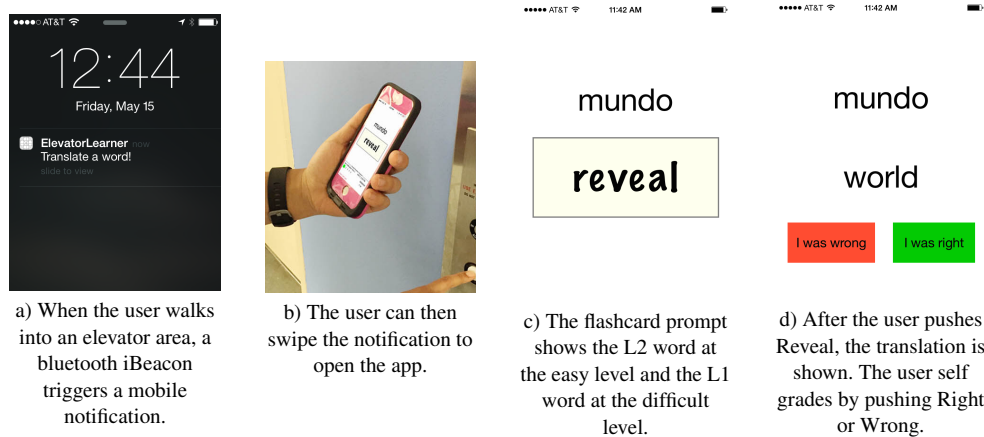 AT&T
12:44
Friday, May 15
ElevatorLearner now
Translate a word!
slide to view
a) When the user walks
into an elevator area, a
bluetooth iBeacon
triggers a mobile
notification.
mundo
reveal
b) The user can then
swipe the notification to
open the app.
AT&T 11:42 AM
mundo
reveal
c) The flashcard prompt
shows the L2 word at
the easy level and the L1
word at the difficult
level.
AT&T 11:42 AM
mundo
world
I was wrong I was right
d) After the user pushes
Reveal, the translation is
shown. The user self
grades by pushing Right
or Wrong.